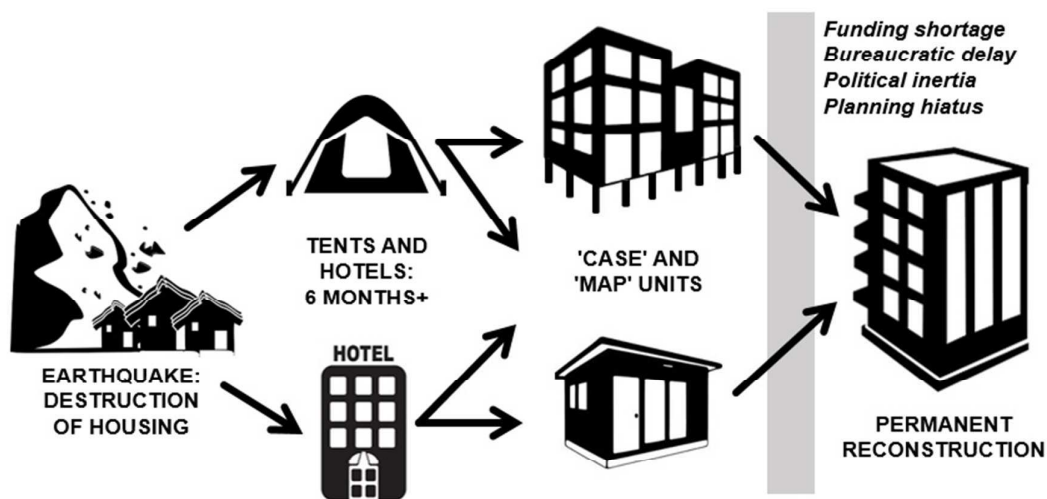 Funding shortage
Bureaucratic delay
Political inertia
Planning hiatus
TENTS AND
HOTELS:
6 MONTHS+
'CASE' AND
'MAP' UNITS
HOTEL
EARTHQUAKE:
DESTRUCTION
OF HOUSING
PERMANENT
RECONSTRUCTION